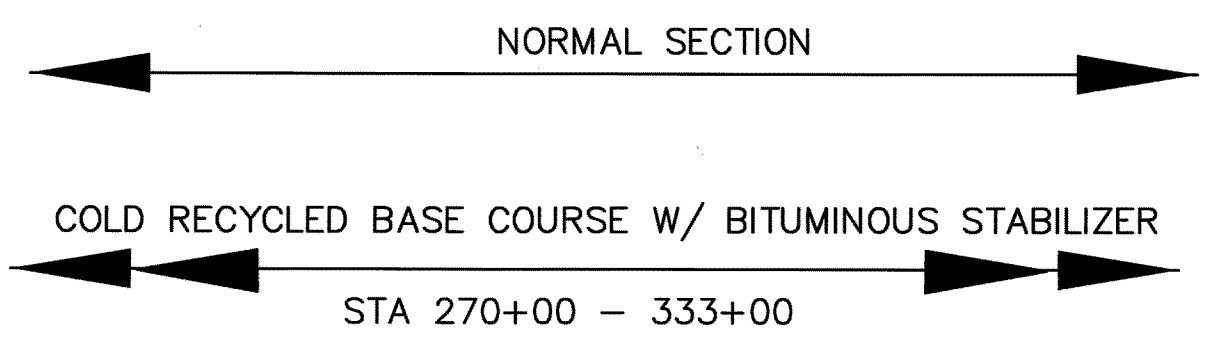 NORMAL SECTION
COLD RECYCLED BASE COURSE W/ BITUMINOUS STABILIZER
STA 270+00 – 333+00